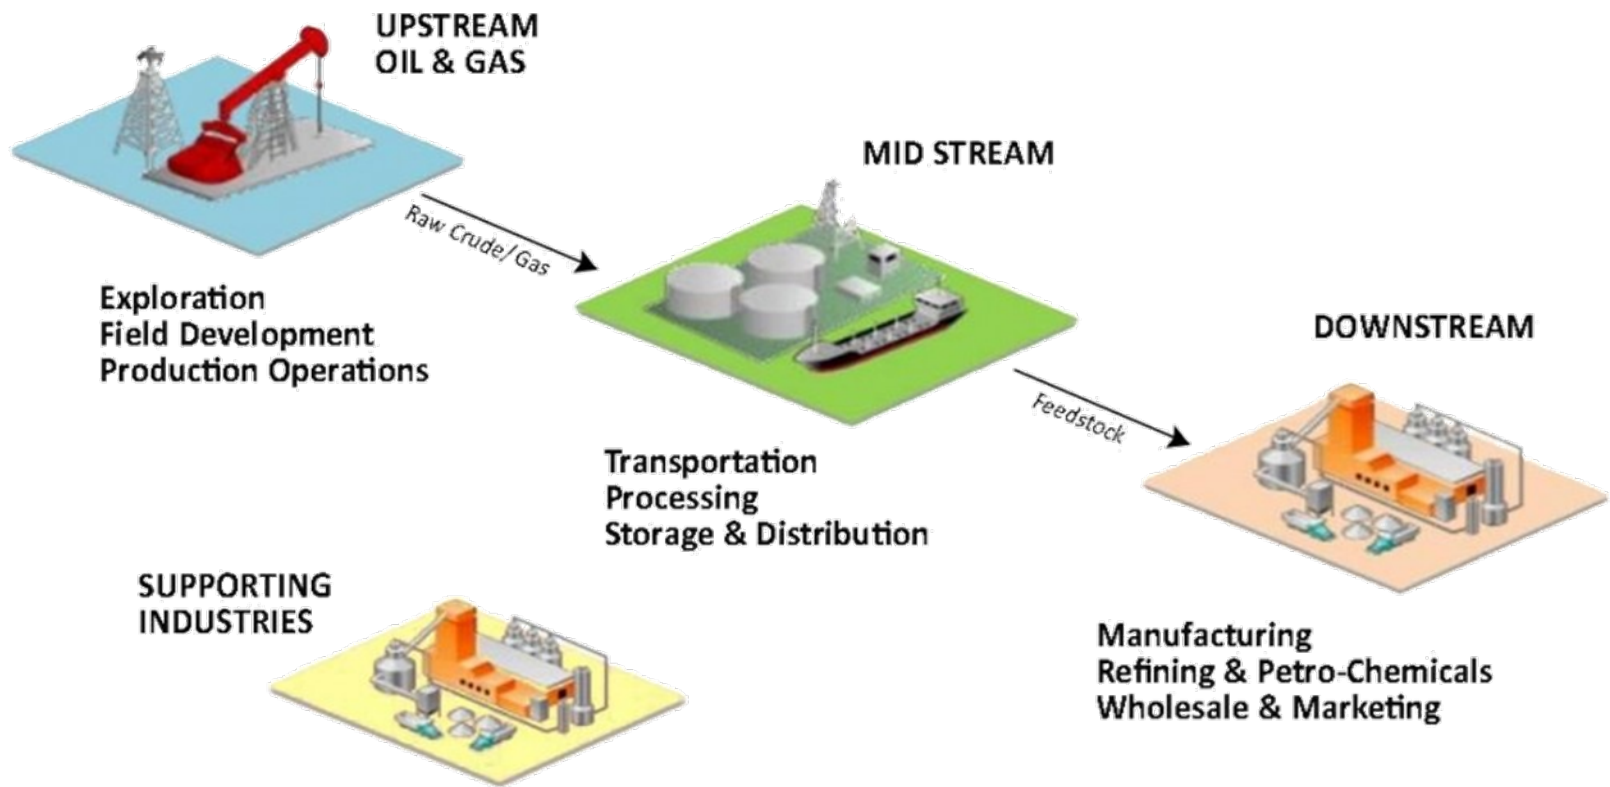 UPSTREAM
OIL & GAS
Raw Crude/Gas
Exploration
Field Development
Production Operations
MID STREAM
Feedstock
Transportation
Processing
Storage & Distribution
DOWNSTREAM
Manufacturing
Refining & Petro-Chemicals
Wholesale & Marketing
SUPPORTING
INDUSTRIES